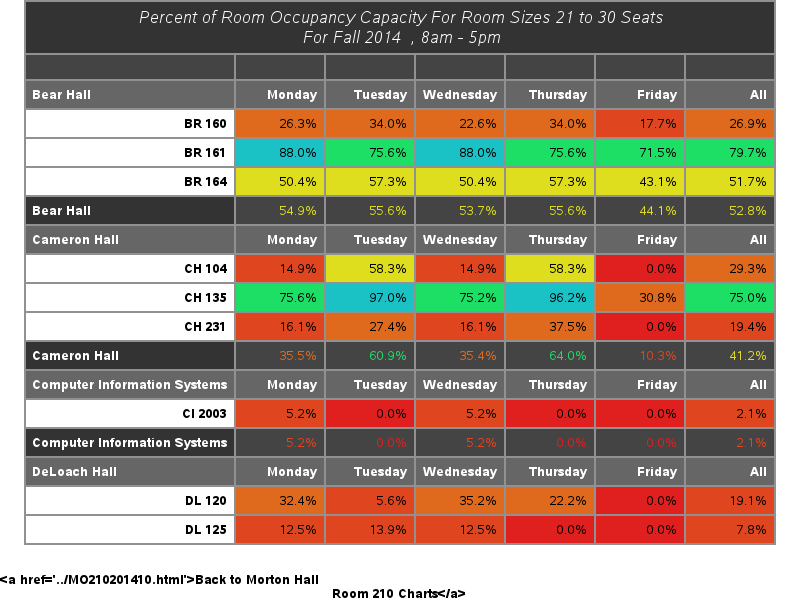 Percent of Room Occupancy Capacity For Room Sizes 21 to 30 Seats
For Fall 2014 , 8am - 5pm
Bear Hall Monday Tuesday Wednesday Thursday Friday All
BR 160 26.3% 34.0% 22.6% 34.0% 17.7% 26.9%
BR 161 88.0% 75.6% 88.0% 75.6% 71.5% 79.7%
BR 164 50.4% 57.3% 50.4% 57.3% 43.1% 51.7%
Bear Hall 54.9% 55.6% 53.7% 55.6% 44.1% 52.8%
Cameron Hall Monday Tuesday Wednesday Thursday Friday All
CH 104 14.9% 58.3% 14.9% 58.3% 0.0% 29.3%
CH 135 75.6% 97.0% 75.2% 96.2% 30.8% 75.0%
CH 231 16.1% 27.4% 16.1% 37.5% 0.0% 19.4%
Cameron Hall 35.5% 60.9% 35.4% 64.0% 10.3% 41.2%
Computer Information Systems Monday Tuesday Wednesday Thursday Friday All
CI 2003 5.2% 0.0% 5.2% 0.0% 0.0% 2.1%
Computer Information Systems 5.2% 0.0% 5.2% 0.0% 0.0% 2.1%
DeLoach Hall Monday Tuesday Wednesday Thursday Friday All
DL 120 32.4% 5.6% 35.2% 22.2% 0.0% 19.1%
DL 125 12.5% 13.9% 12.5% 0.0% 0.0% 7.8%
<a href='../MO210201410.html'>Back to Morton Hall
Room 210 Charts</a>